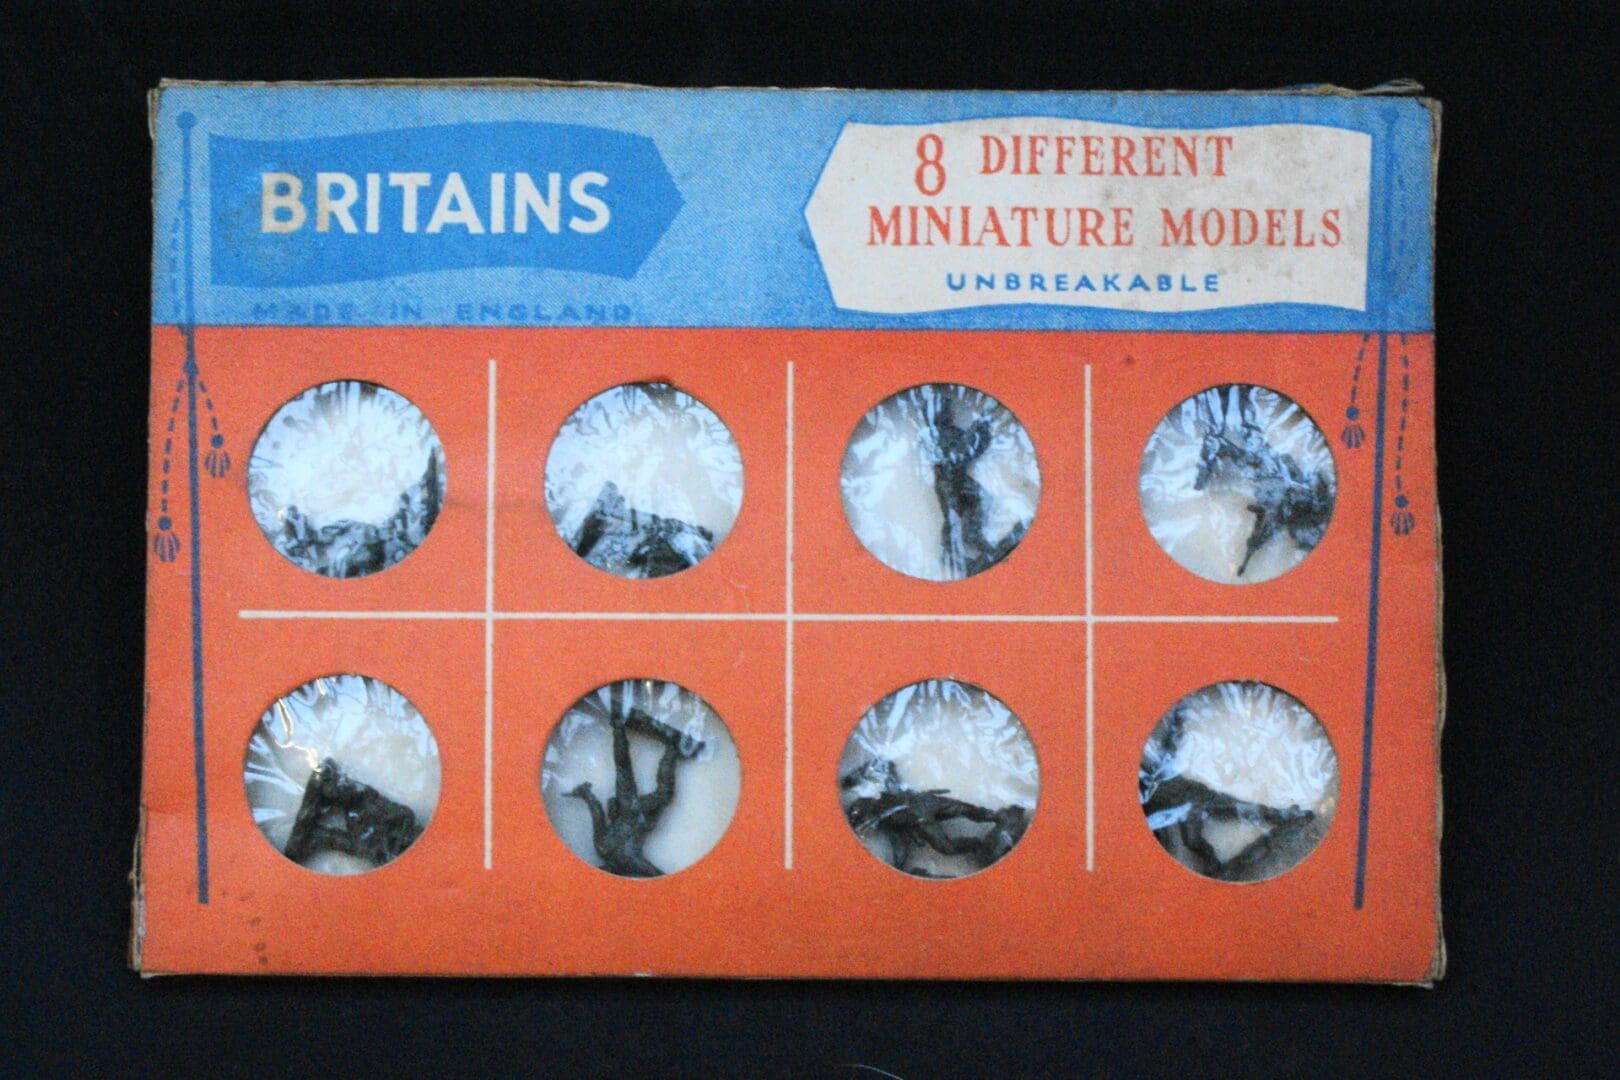 BRITAINS
MADE IN ENGLAND
8 DIFFERENT
MINIATURE MODELS
UNBREAKABLE